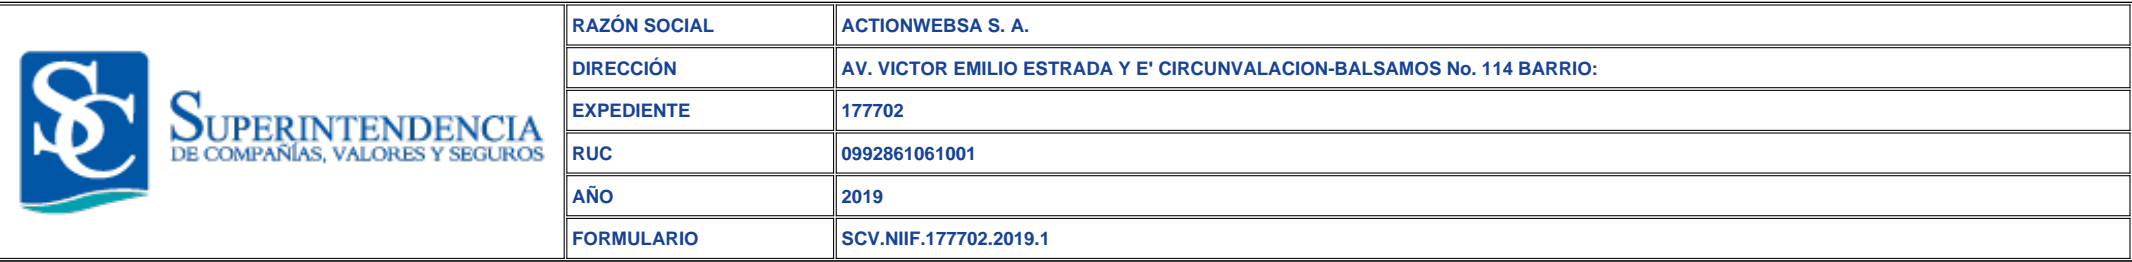 SC
SUPERINTENDENCIA
DE COMPAÑÍAS, VALORES Y SEGUROS
RAZÓN SOCIAL ACTIONWEBSA S. A.
DIRECCIÓN AV. VICTOR EMILIO ESTRADA Y E' CIRCUNVALACION-BALSAMOS No. 114 BARRIO:
EXPEDIENTE 177702
RUC 0992861061001
AÑO 2019
FORMULARIO SCV.NIIF.177702.2019.1